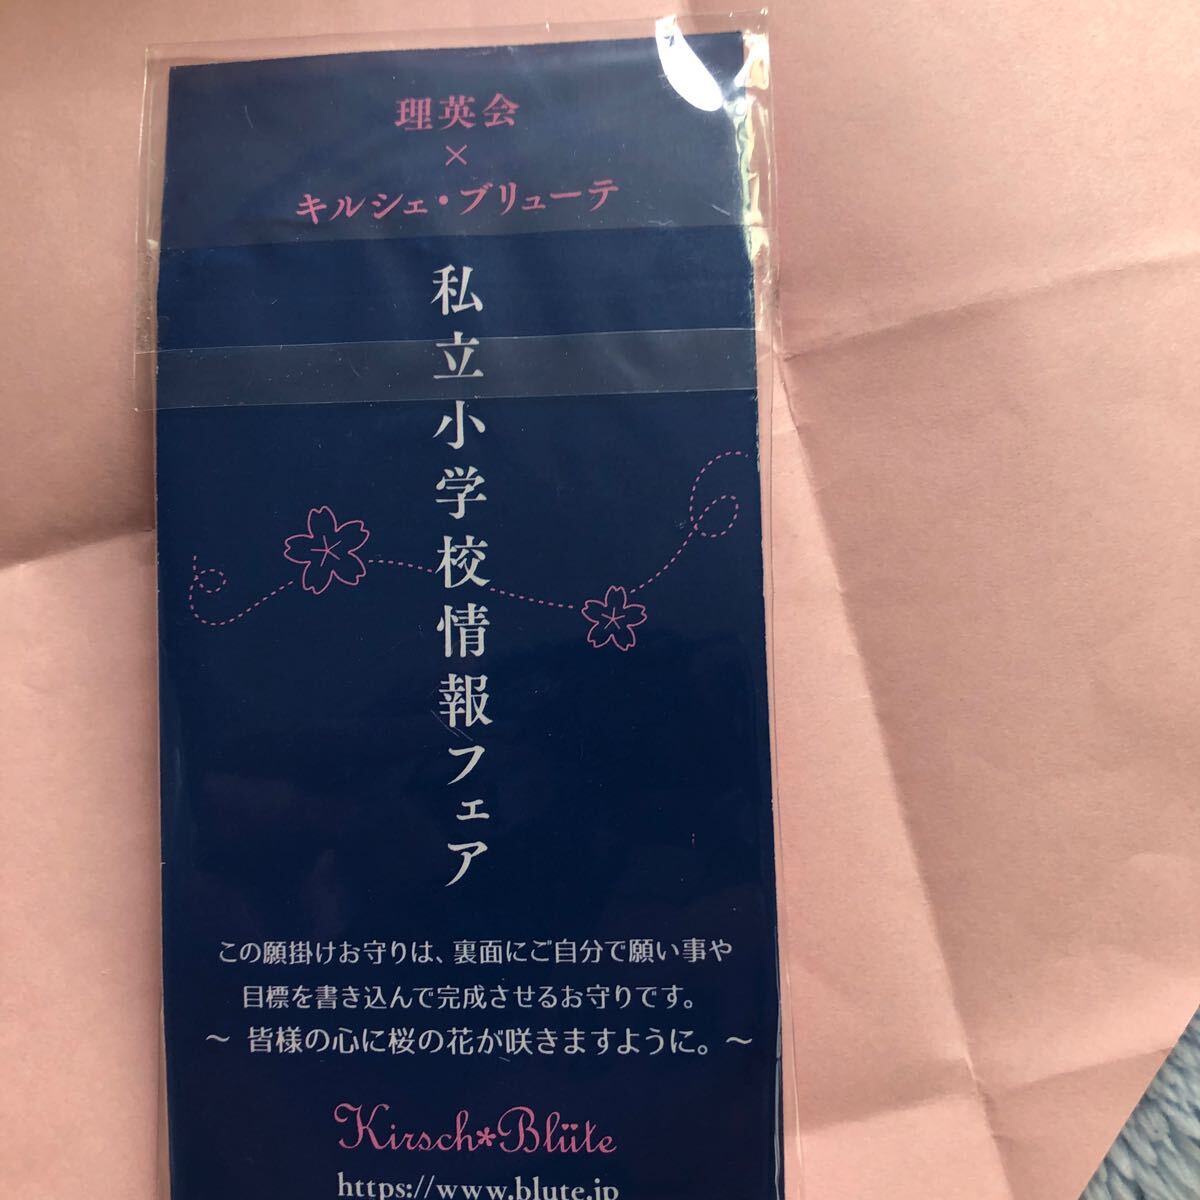 理英会
×
キルシェ・ブリューテ
私立小学校情報フェア
この願掛けお守りは、裏面にご自分で願い事や
目標を書き込んで完成させるお守りです。
～ 皆様の心に桜の花が咲きますように。～
Kirsch*Blüte
https://www.blute.jp